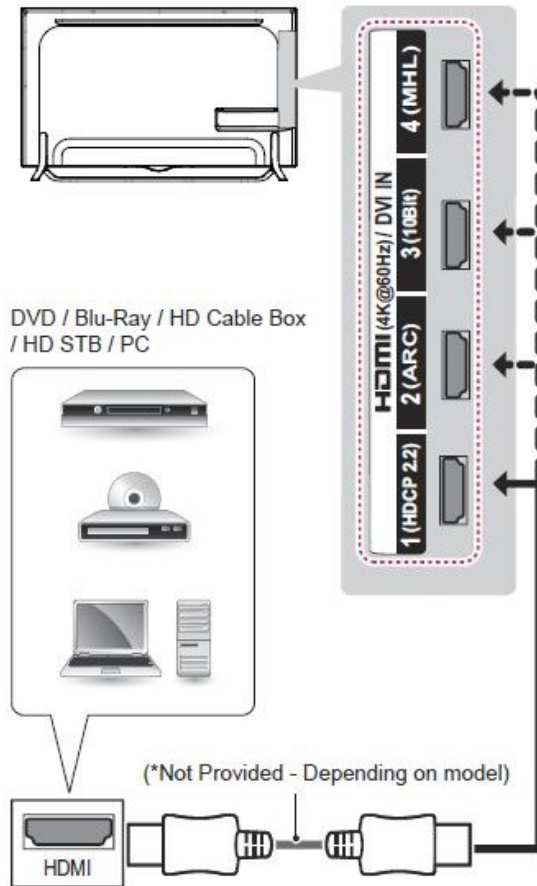 HDMI (4K@60Hz) / DVI IN
4 (MHL)
3 (10Bit)
2 (ARC)
1 (HDCP 2.2)
DVD / Blu-Ray / HD Cable Box
/ HD STB / PC
(*Not Provided - Depending on model)
HDMI